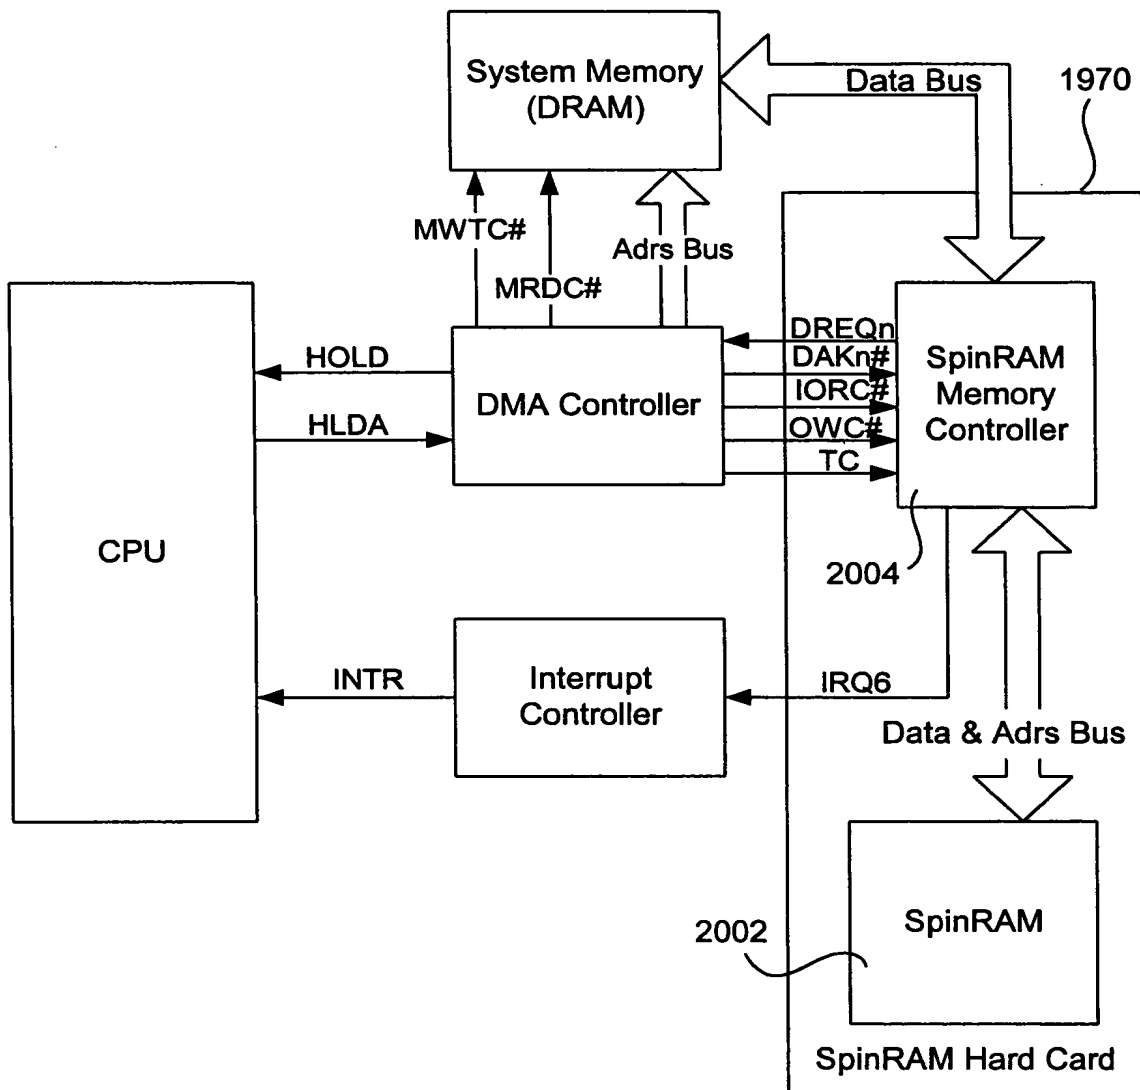 System Memory
(DRAM)
Data Bus
1970
MWTC#
MRDC#
Adrs Bus
HOLD
HLDA
DMA Controller
DREQn
DAKn#
IORC#
OWC#
TC
SpinRAM
Memory
Controller
CPU
2004
INTR
Interrupt
Controller
IRQ6
Data & Adrs Bus
2002
SpinRAM
SpinRAM Hard Card